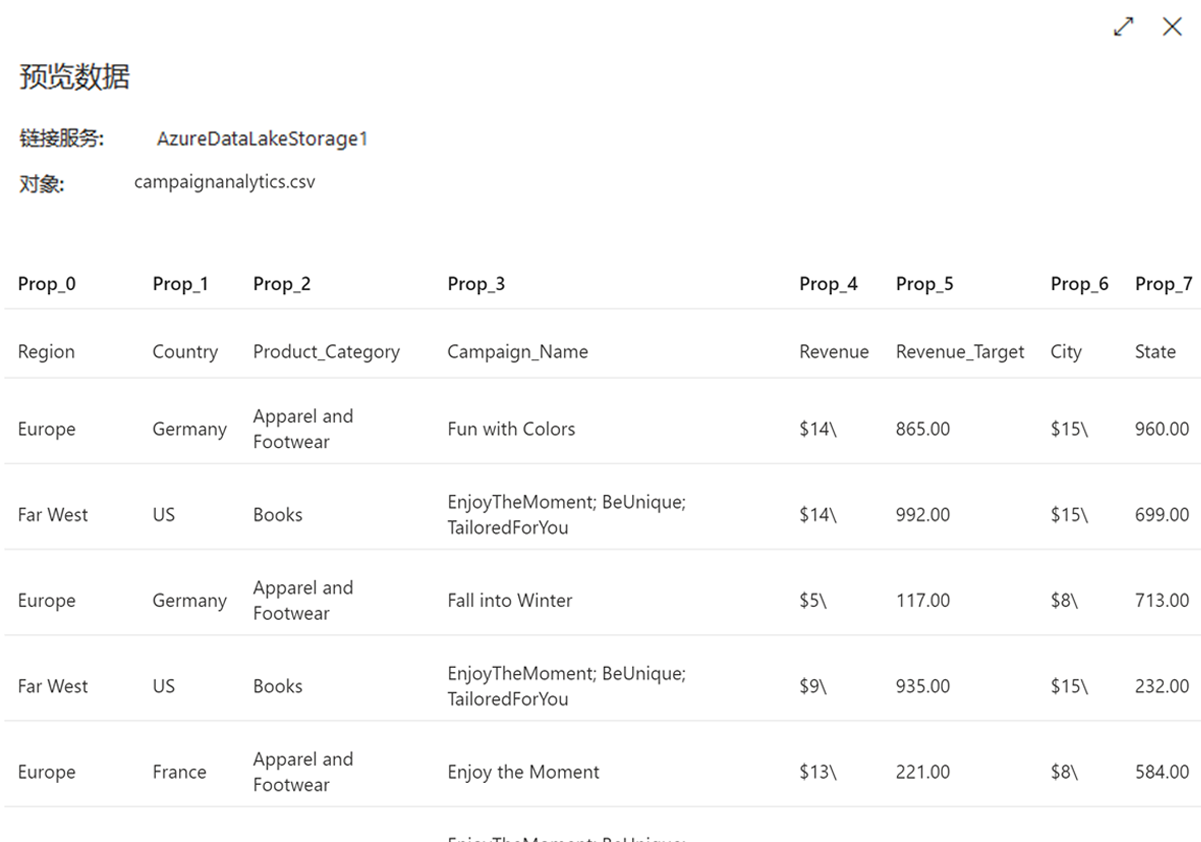 预览数据
链接服务: AzureDataLakeStorage1
对象: campaignanalytics.csv
Prop_0 Prop_1 Prop_2 Prop_3 Prop_4 Prop_5 Prop_6 Prop_7
Region Country Product_Category Campaign_Name Revenue Revenue_Target City State
Europe Germany Apparel and Footwear Fun with Colors $14\ 865.00 $15\ 960.00
Far West US Books EnjoyTheMoment; BeUnique; TailoredForYou $14\ 992.00 $15\ 699.00
Europe Germany Apparel and Footwear Fall into Winter $5\ 117.00 $8\ 713.00
Far West US Books EnjoyTheMoment; BeUnique; TailoredForYou $9\ 935.00 $15\ 232.00
Europe France Apparel and Footwear Enjoy the Moment $13\ 221.00 $8\ 584.00